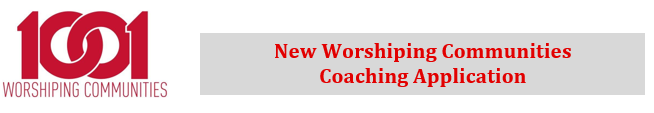 1001
WORSHIPING COMMUNITIES
New Worshiping Communities
Coaching Application